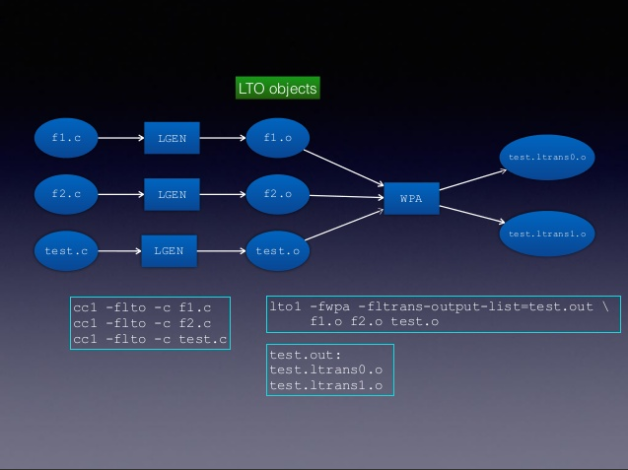 LTO objects
f1.c
LGEN
f1.o
test.ltrans0.o
f2.c
LGEN
f2.o
WPA
test.c
LGEN
test.o
test.ltrans1.o
cc1 -flto -c f1.c
cc1 -flto -c f2.c
cc1 -flto -c test.c
lto1 -fwpa -fltrans-output-list=test.out \
f1.o f2.o test.o
test.out:
test.ltrans0.o
test.ltrans1.o